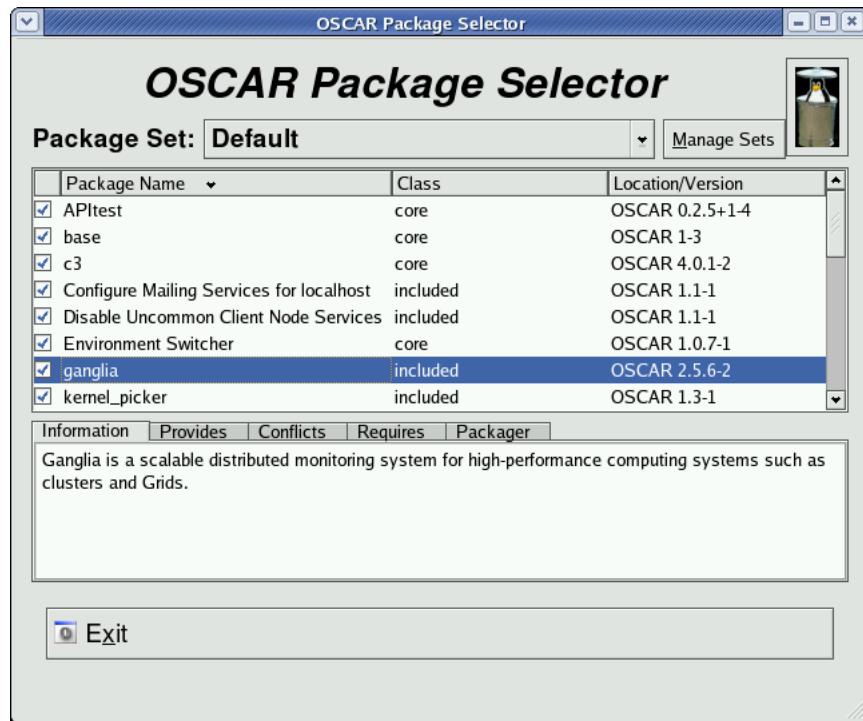 OSCAR Package Selector
OSCAR Package Selector
Package Set: Default Manage Sets
Package Name Class Location/Version
APItest core OSCAR 0.2.5+1-4
base core OSCAR 1-3
c3 core OSCAR 4.0.1-2
Configure Mailing Services for localhost included OSCAR 1.1-1
Disable Uncommon Client Node Services included OSCAR 1.1-1
Environment Switcher core OSCAR 1.0.7-1
ganglia included OSCAR 2.5.6-2
kernel_picker included OSCAR 1.3-1
Information Provides Conflicts Requires Packager
Ganglia is a scalable distributed monitoring system for high-performance computing systems such as
clusters and Grids.
Exit